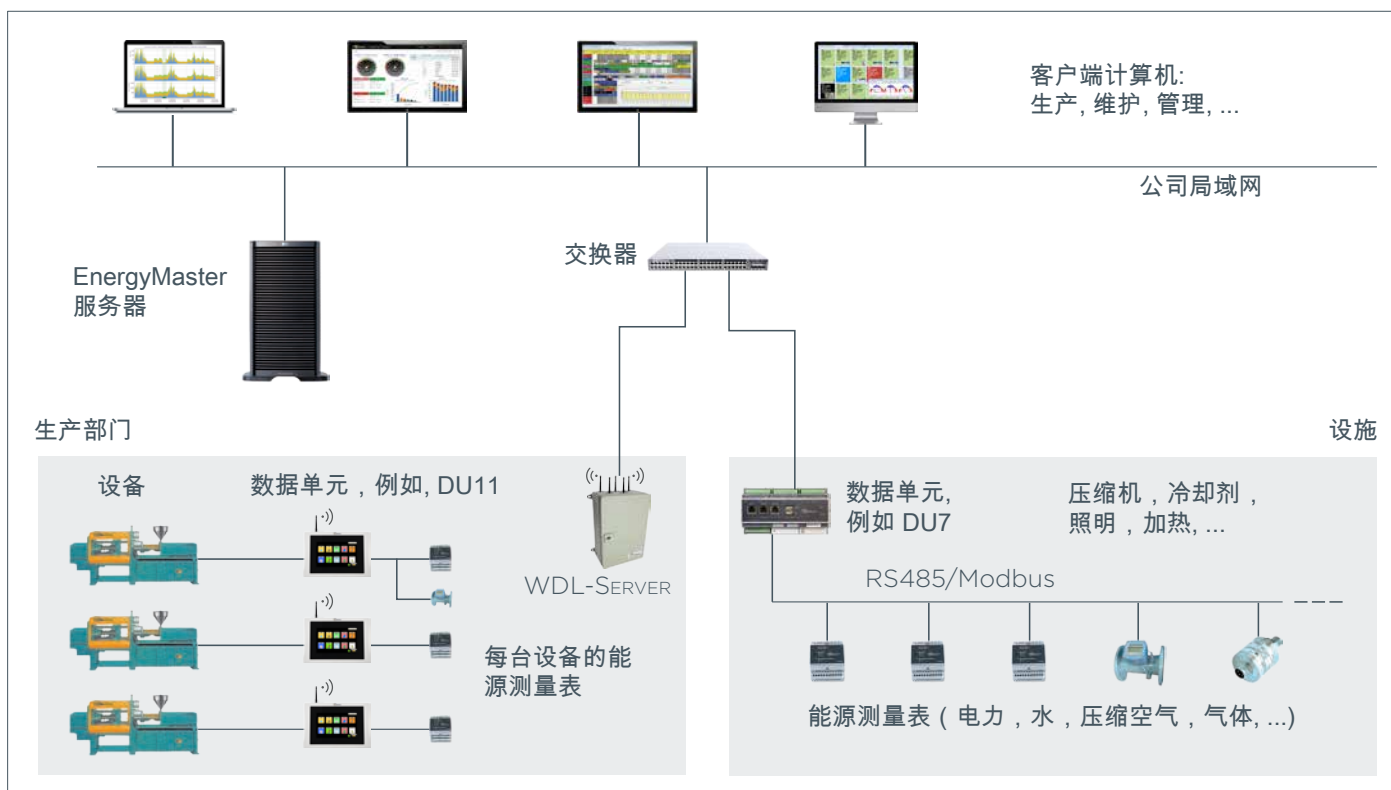 客户端计算机:
生产, 维护, 管理, ...
公司局域网
EnergyMaster
服务器
交换器
生产部门
设施
设备
数据单元，例如, DU11
WDL-SERVER
每台设备的能
源测量表
数据单元,
例如 DU7
压缩机，冷却剂，
照明，加热, ...
RS485/Modbus
能源测量表（电力，水，压缩空气，气体, ...)